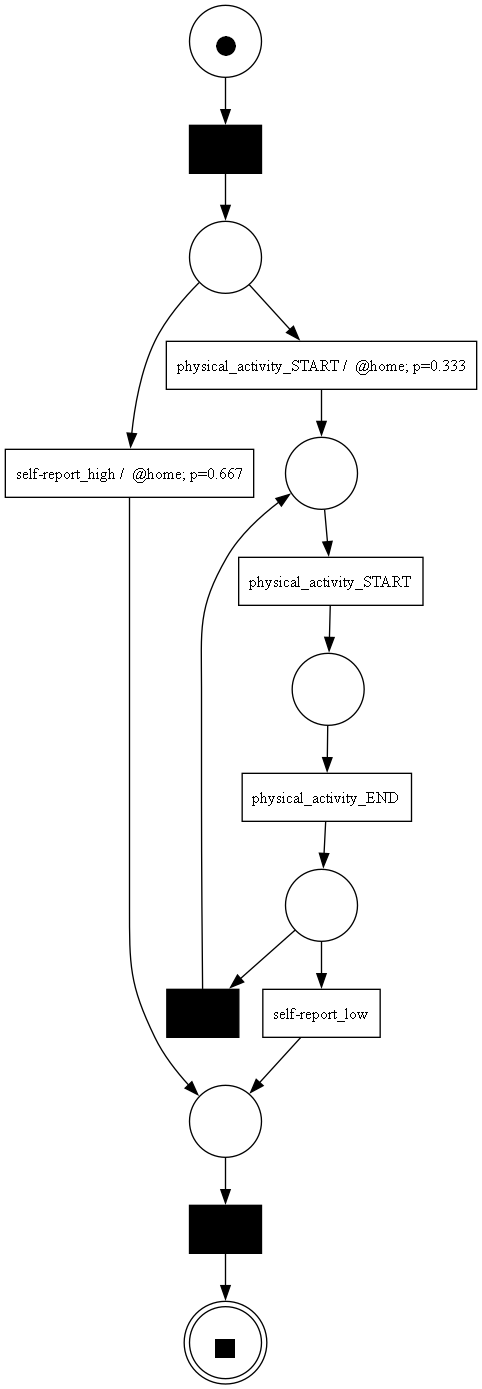 physical_activity_START /  @home; p=0.333
self-report_high /  @home; p=0.667
physical_activity_START
physical_activity_END
self-report_low